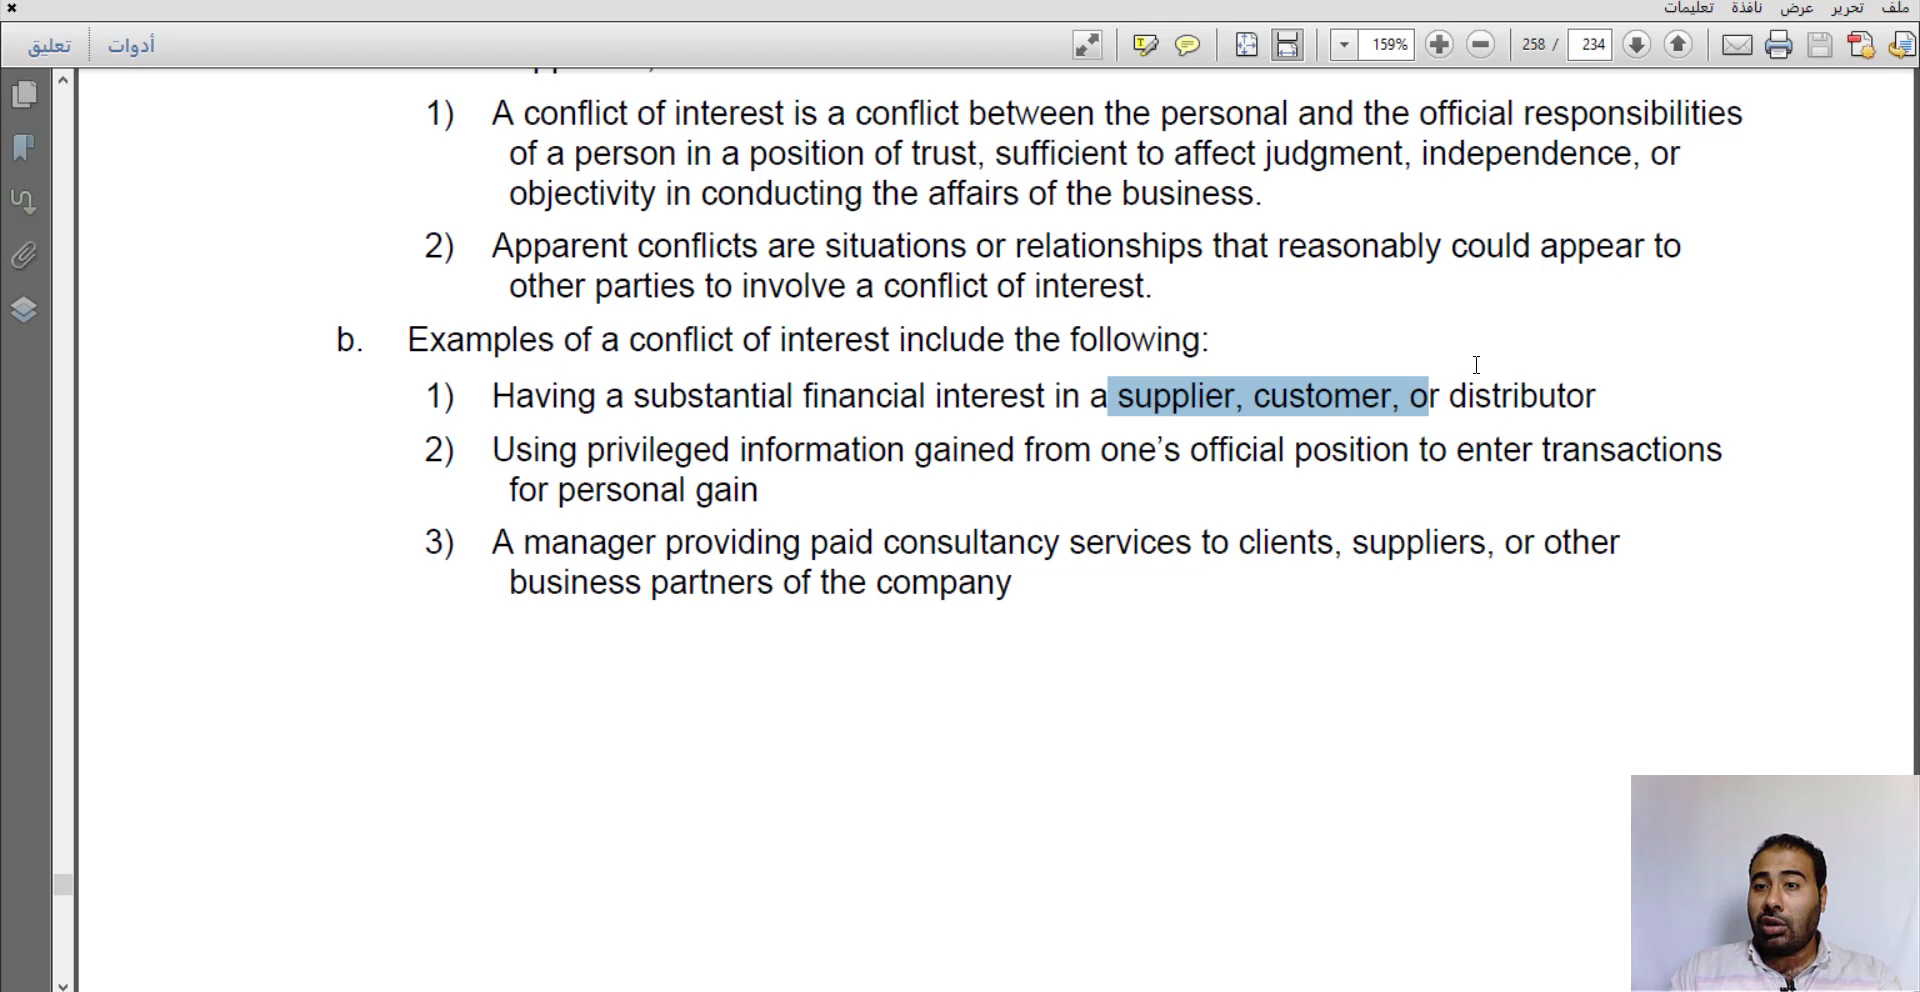 ملف تحرير عرض نافذة تعليمات
234 / 258 159% أدوات تعليق
1) A conflict of interest is a conflict between the personal and the official responsibilities
of a person in a position of trust, sufficient to affect judgment, independence, or
objectivity in conducting the affairs of the business.
2) Apparent conflicts are situations or relationships that reasonably could appear to
other parties to involve a conflict of interest.
b. Examples of a conflict of interest include the following:
1) Having a substantial financial interest in a supplier, customer, or distributor
2) Using privileged information gained from one’s official position to enter transactions
for personal gain
3) A manager providing paid consultancy services to clients, suppliers, or other
business partners of the company